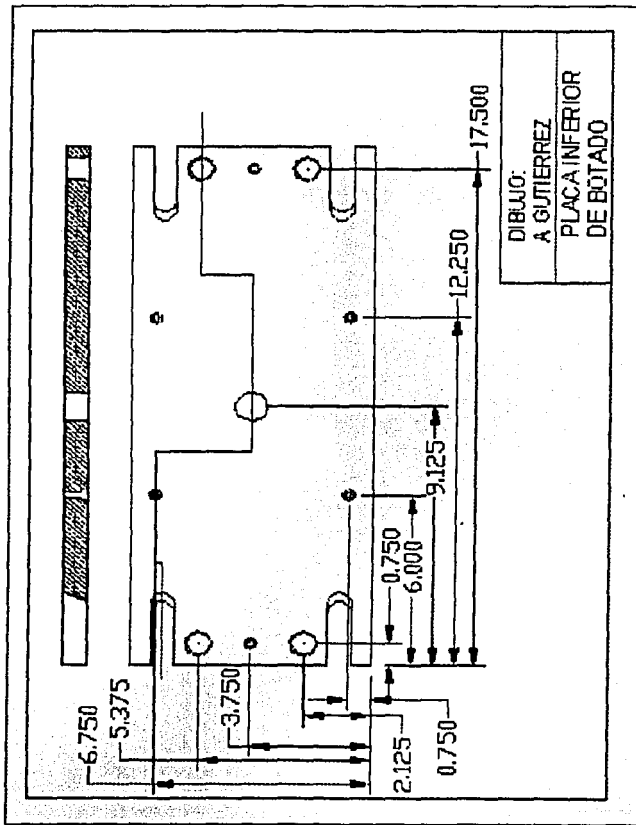 6.750
5.375
3.750
2.125
0.750
0.750
6.000
9.125
12.250
17.500
DIBUJO:
A GUTIERREZ
PLACA INFERIOR
DE BOTADO